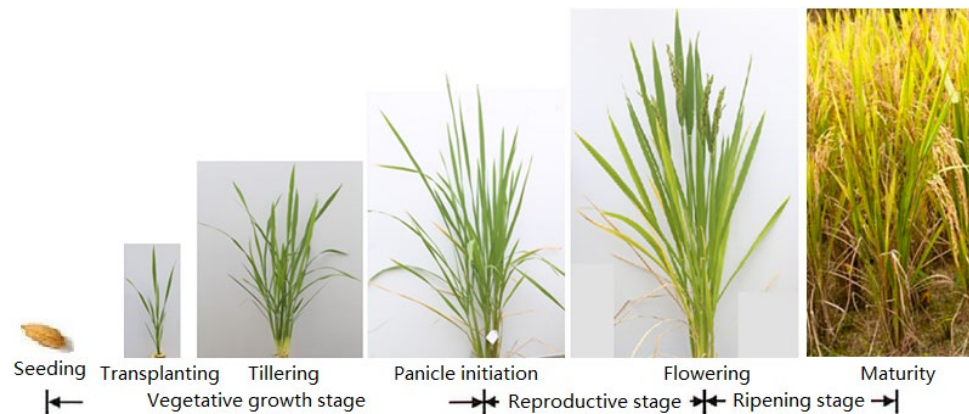 Seeding Transplanting Tillering Panicle initiation Flowering Maturity
Vegetative growth stage Reproductive stage Ripening stage